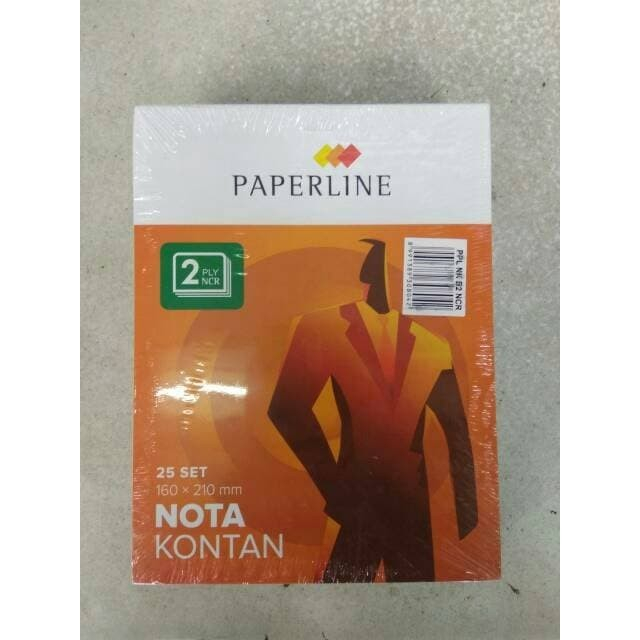 PAPERLINE
2 PLY
NCR
PPL NK B2 NCR
25 SET
160 × 210 mm
NOTA
KONTAN